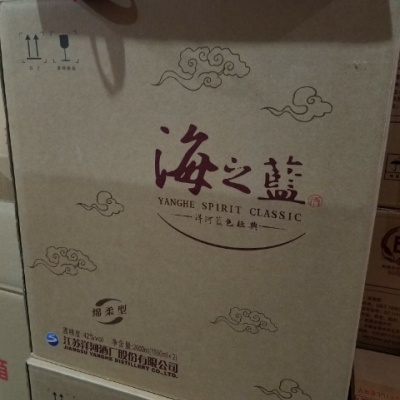 海之蓝
YANGHE SPIRIT CLASSIC
洋河蓝色经典
绵柔型
江苏洋河酒厂股份有限公司
JIANGSU YANGHE DISTILLERY CO.,LTD.